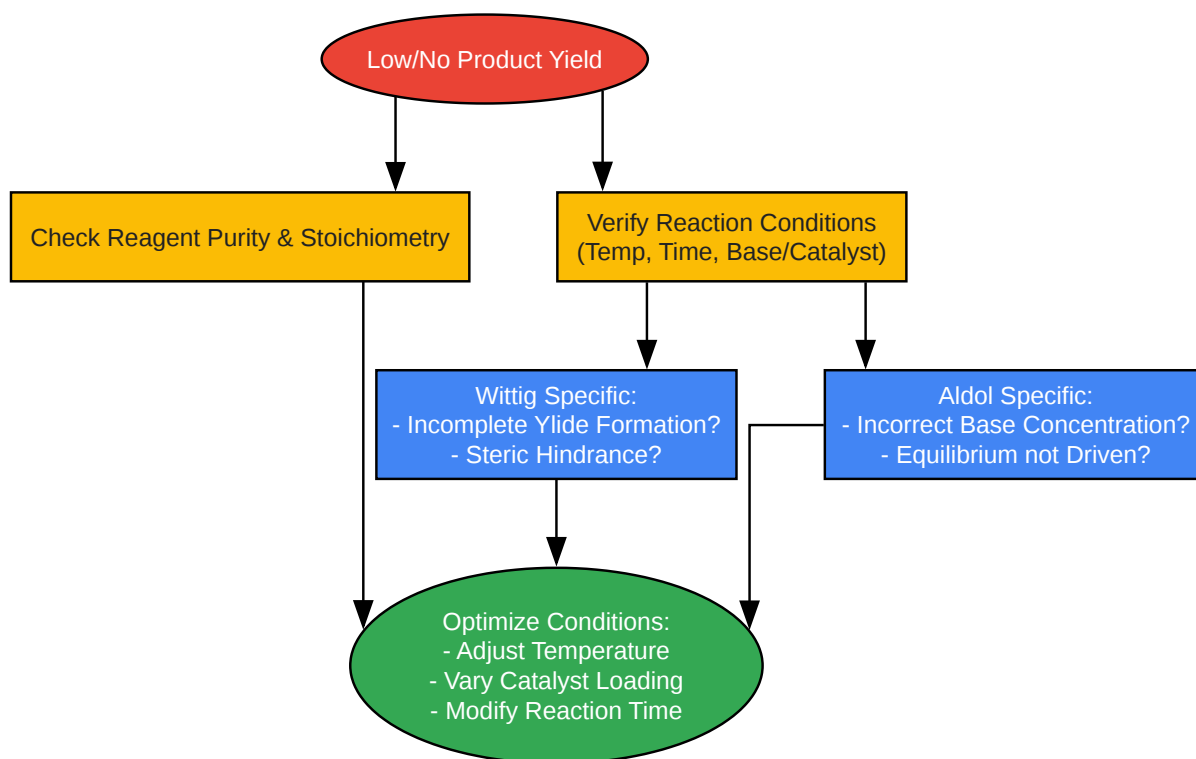 Low/No Product Yield
Check Reagent Purity & Stoichiometry
Verify Reaction Conditions
(Temp, Time, Base/Catalyst)
Wittig Specific:
- Incomplete Ylide Formation?
- Steric Hindrance?
Aldol Specific:
- Incorrect Base Concentration?
- Equilibrium not Driven?
Optimize Conditions:
- Adjust Temperature
- Vary Catalyst Loading
- Modify Reaction Time